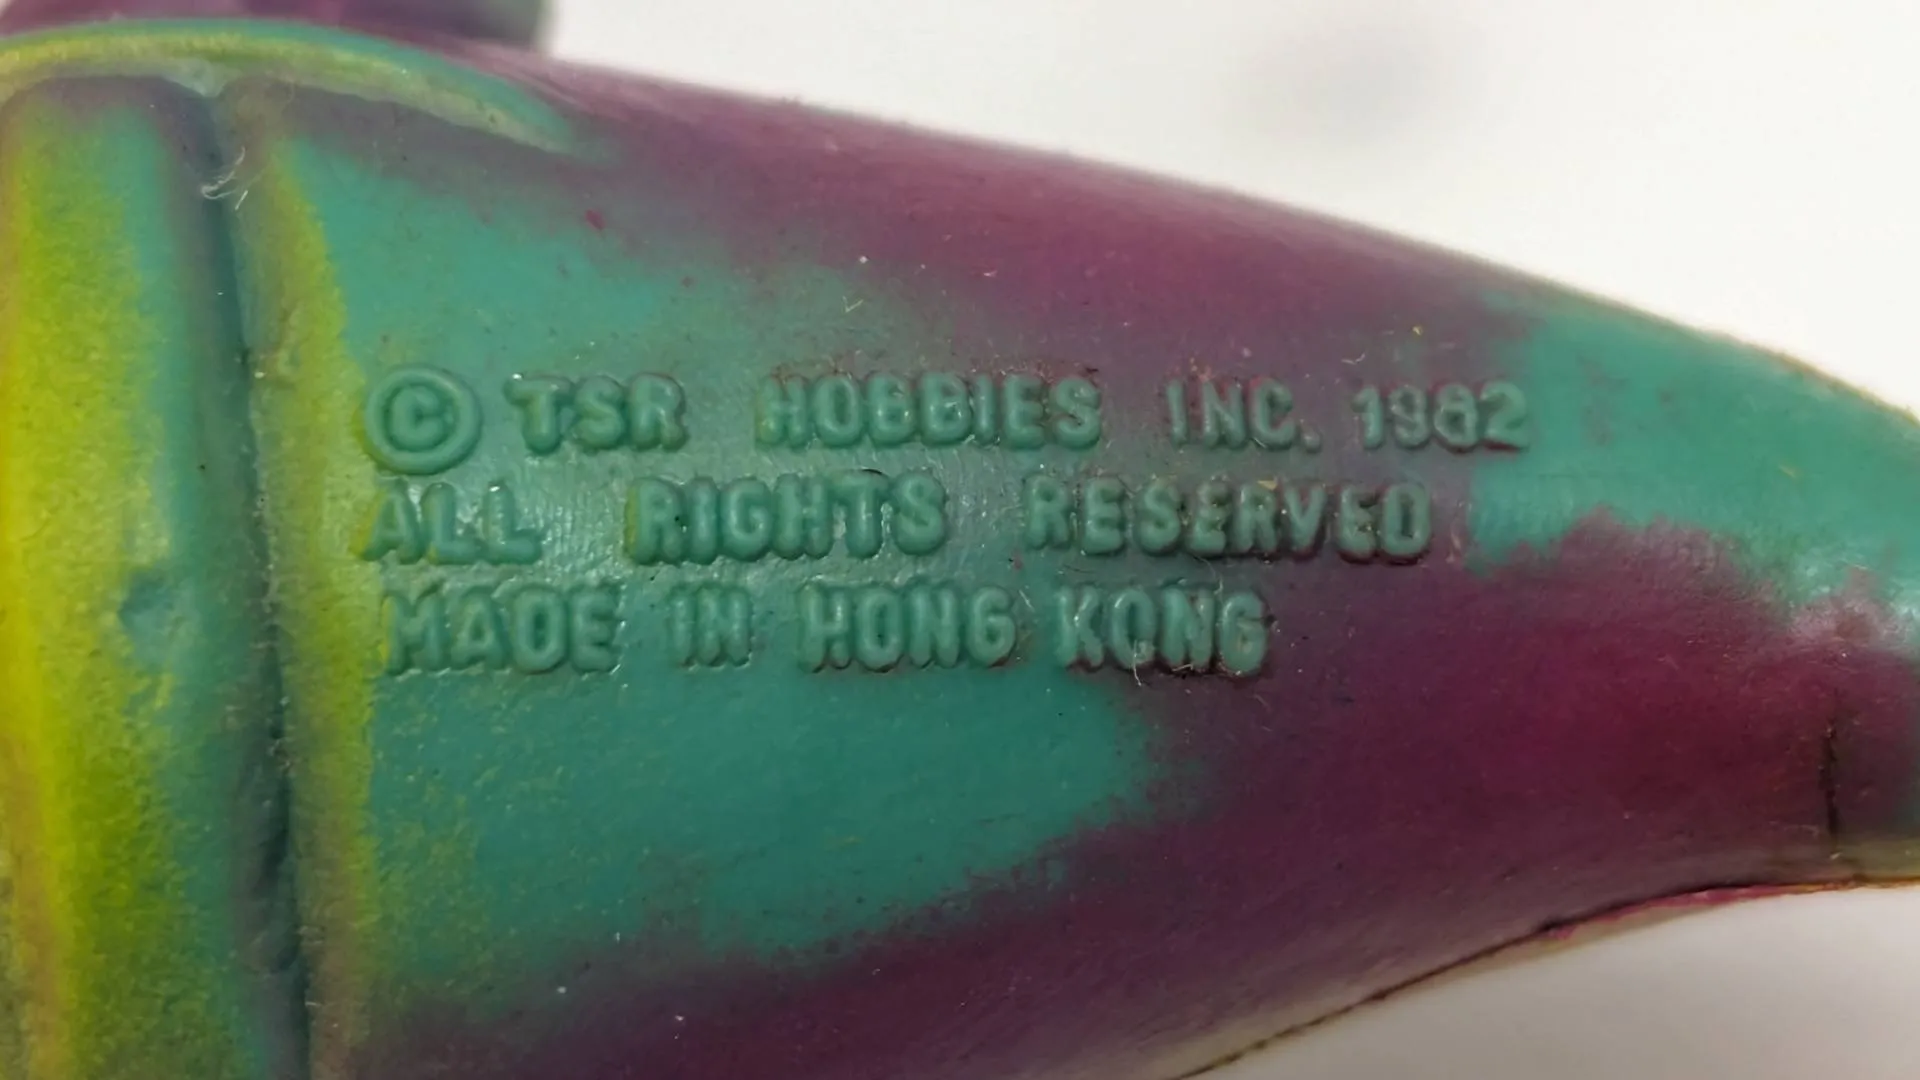 © TSR HOBBIES INC. 1982
ALL RIGHTS RESERVED
MADE IN HONG KONG